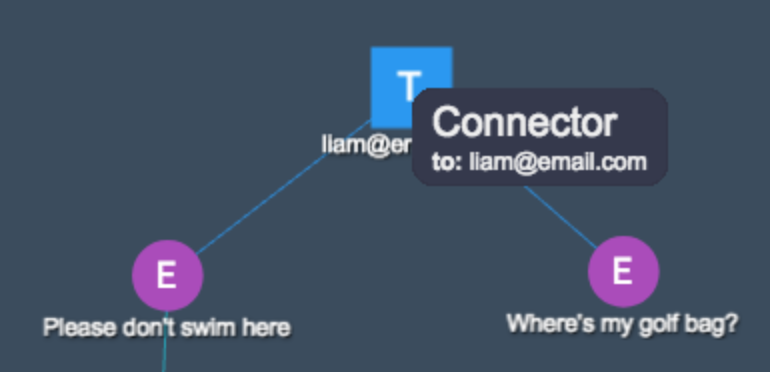 T
Connector
liam@em
to: liam@email.com
E
E
Please don't swim here
Where's my golf bag?